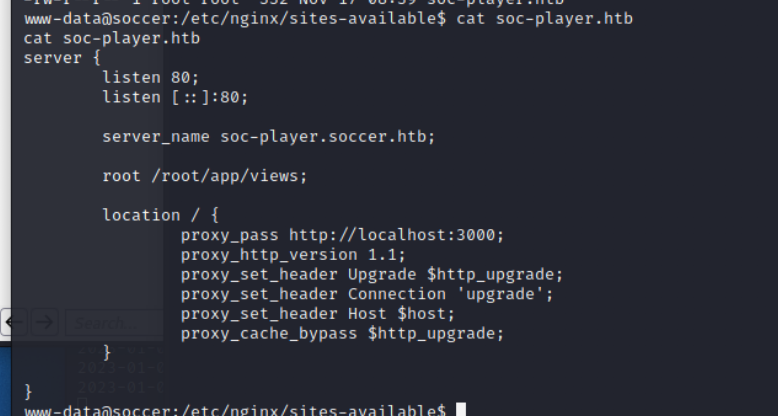 -rw-r--r-- 1 root root  332 Nov 17 08:39 soc-player.htb
www-data@soccer:/etc/nginx/sites-available$ cat soc-player.htb
cat soc-player.htb
server {
listen 80;
listen [::]:80;
server_name soc-player.soccer.htb;
root /root/app/views;
location / {
proxy_pass http://localhost:3000;
proxy_http_version 1.1;
proxy_set_header Upgrade $http_upgrade;
proxy_set_header Connection 'upgrade';
proxy_set_header Host $host;
Search...
proxy_cache_bypass $http_upgrade;
}
}
www-data@soccer:/etc/nginx/sites-available$